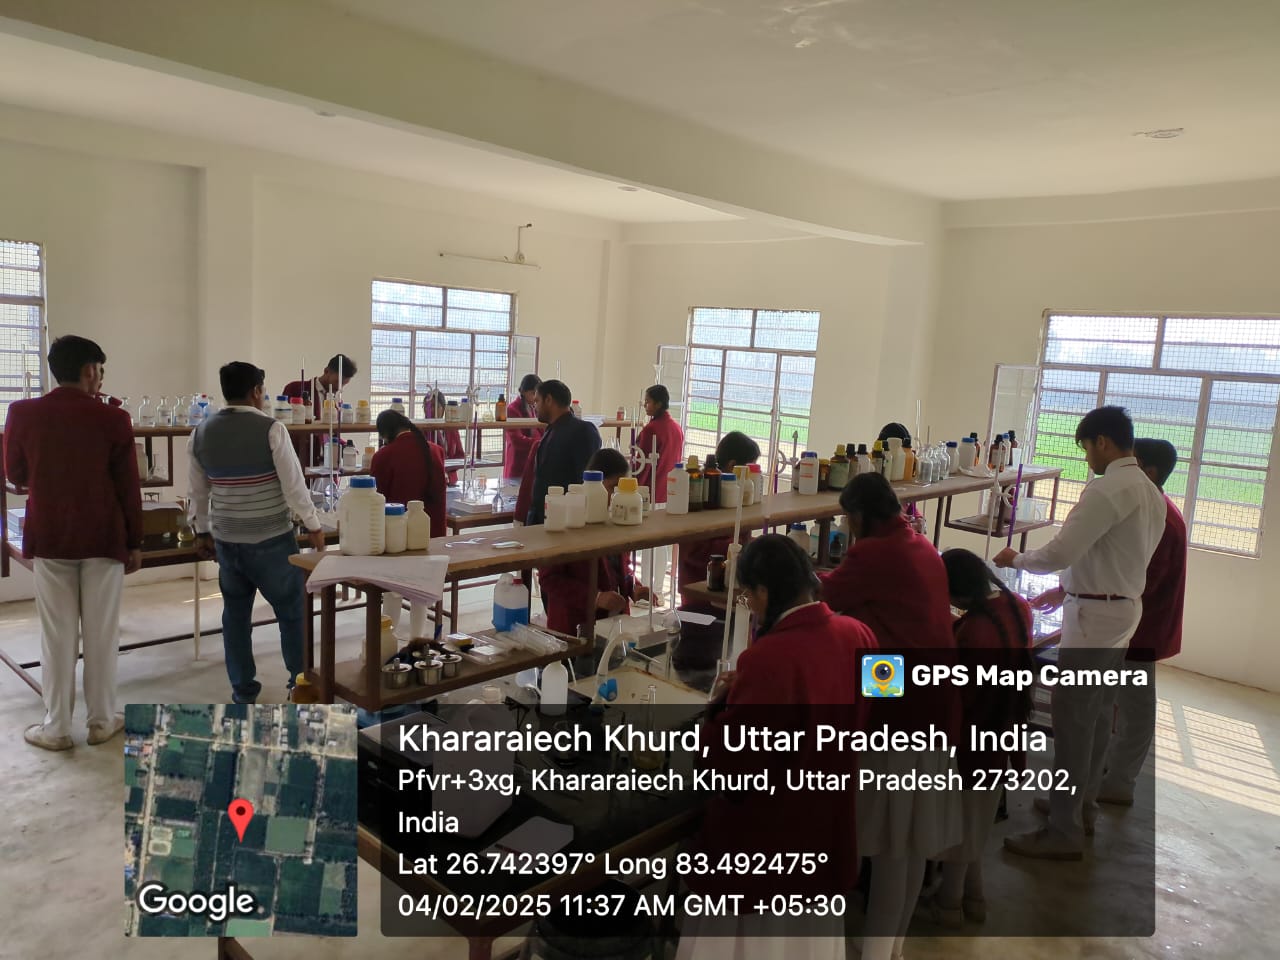 GPS Map Camera
Khararaiech Khurd, Uttar Pradesh, India
Pfvr+3xg, Khararaiech Khurd, Uttar Pradesh 273202,
India
Lat 26.742397° Long 83.492475°
04/02/2025 11:37 AM GMT +05:30
Google